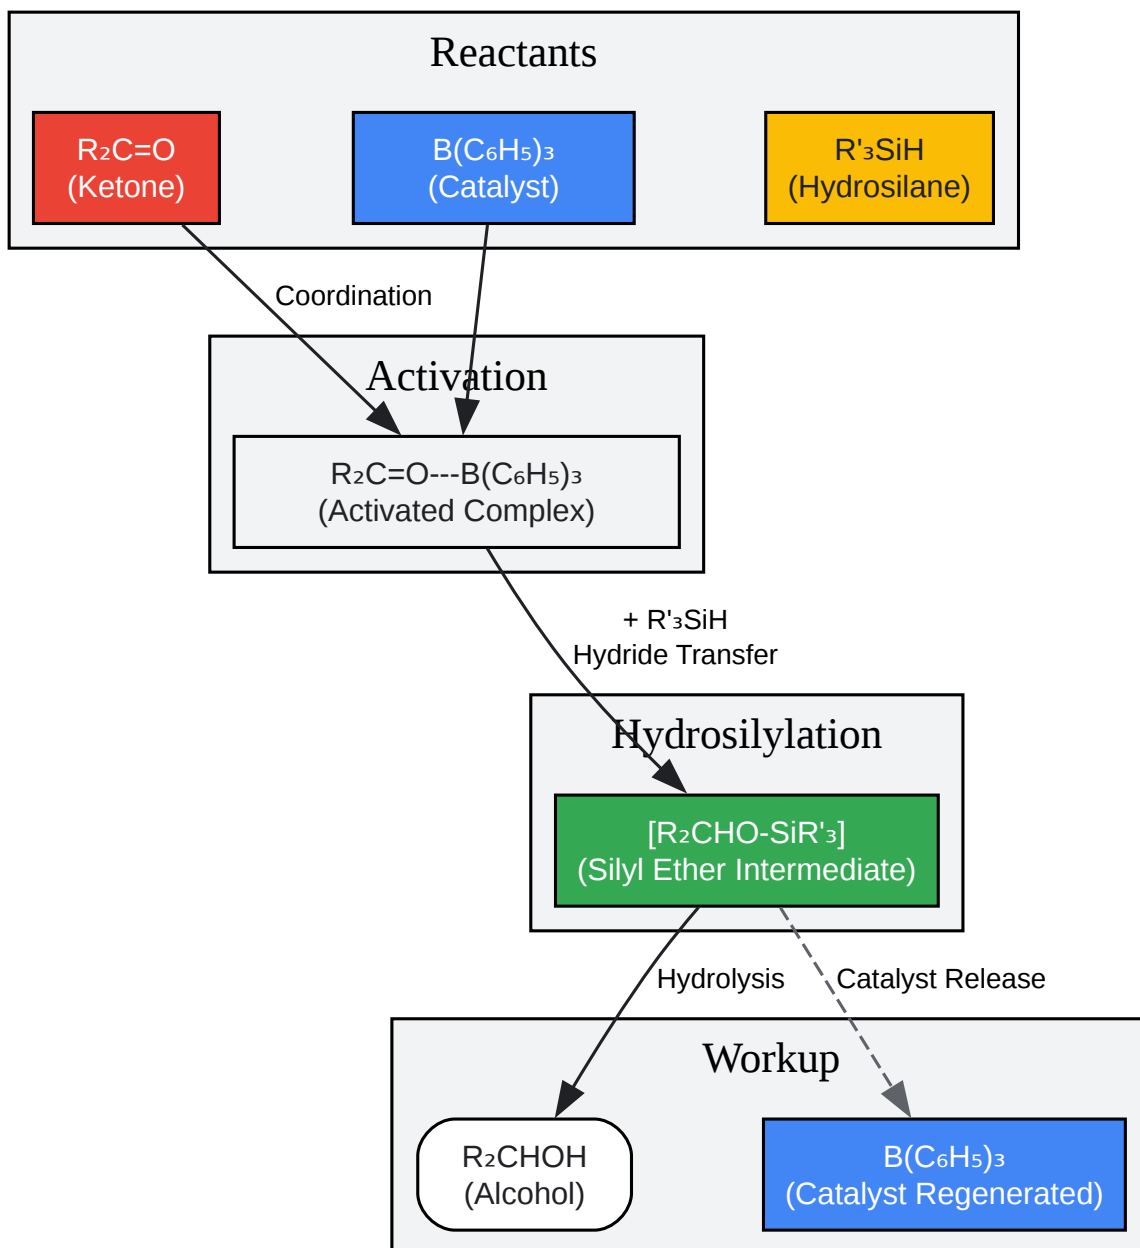 Reactants
R₂C=O
(Ketone)
B(C₆H₅)₃
(Catalyst)
R'₃SiH
(Hydrosilane)
Coordination
Activation
R₂C=O---B(C₆H₅)₃
(Activated Complex)
+ R'₃SiH
Hydride Transfer
Hydrosilylation
[R₂CHO-SiR'₃]
(Silyl Ether Intermediate)
Hydrolysis
Catalyst Release
Workup
R₂CHOH
(Alcohol)
B(C₆H₅)₃
(Catalyst Regenerated)